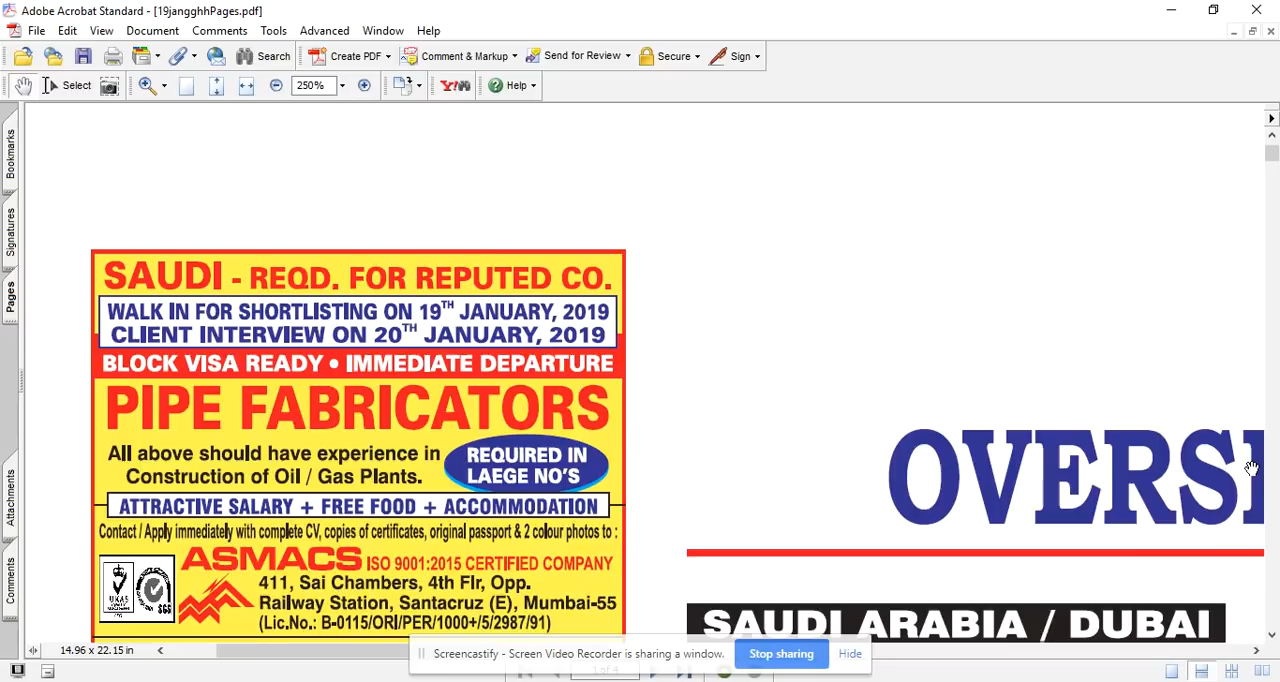 Adobe Acrobat Standard - [19jangghhPages.pdf]
File Edit View Document Comments Tools Advanced Window Help
Search Create PDF Comment & Markup Send for Review Secure Sign
Select 250% Y! Help
Bookmarks
Signatures
Pages
Attachments
Comments
SAUDI - REQD. FOR REPUTED CO.
WALK IN FOR SHORTLISTING ON 19TH JANUARY, 2019
CLIENT INTERVIEW ON 20TH JANUARY, 2019
BLOCK VISA READY • IMMEDIATE DEPARTURE
PIPE FABRICATORS
All above should have experience in
Construction of Oil / Gas Plants.
REQUIRED IN
LAEGE NO'S
ATTRACTIVE SALARY + FREE FOOD + ACCOMMODATION
Contact / Apply immediately with complete CV, copies of certificates, original passport & 2 colour photos to :
ASMACS ISO 9001:2015 CERTIFIED COMPANY
UKAS
SGS
411, Sai Chambers, 4th Flr, Opp.
Railway Station, Santacruz (E), Mumbai-55
(Lic.No.: B-0115/ORI/PER/1000+/5/2987/91)
OVERS
SAUDI ARABIA / DUBAI
14.96 x 22.15 in
Screencastify - Screen Video Recorder is sharing a window. Stop sharing Hide
1 of 4